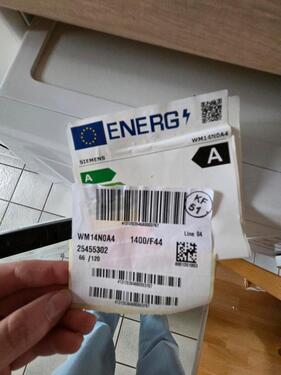 ENERG
SIEMENS
WM14N0A4
A
A
KF
51
WM14N0A4 1400/F44 Line 04
25455302
66 /120